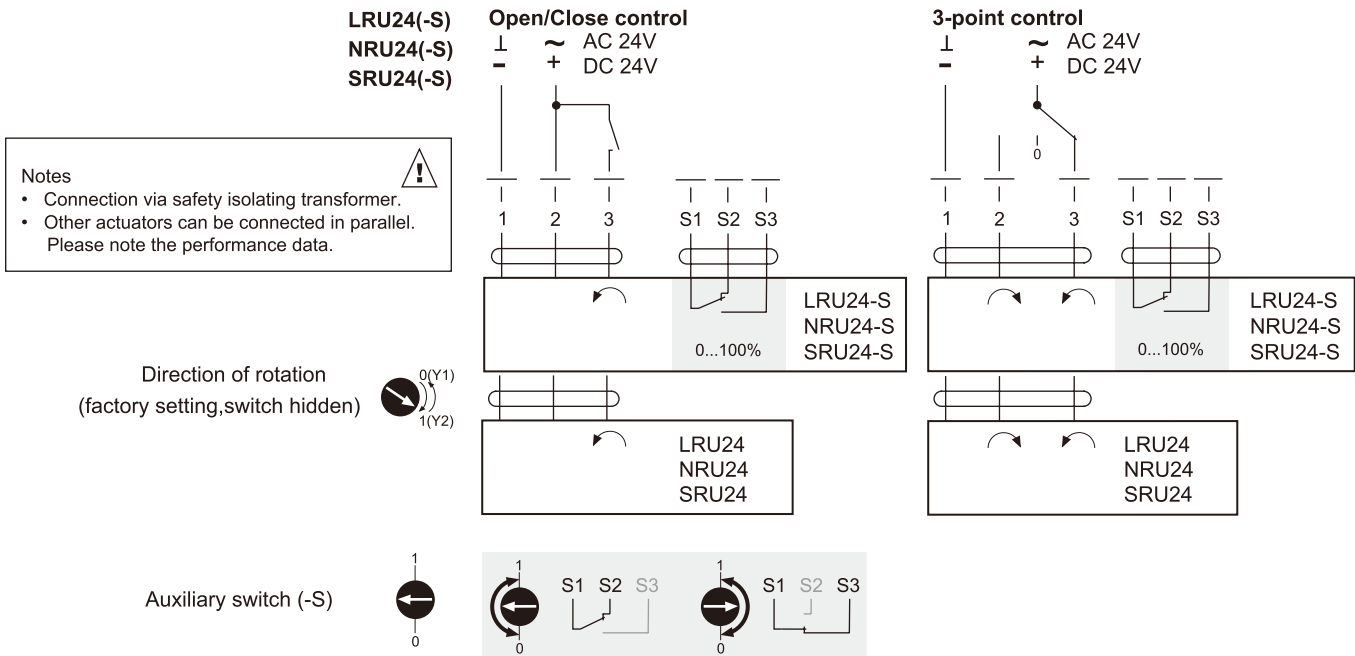 LRU24(-S)
NRU24(-S)
SRU24(-S)
Open/Close control
⊥ ~ AC 24V
- + DC 24V
1 2 3 S1 S2 S3
LRU24-S
NRU24-S
SRU24-S
0...100%
LRU24
NRU24
SRU24
3-point control
⊥ ~ AC 24V
- + DC 24V
0
1 2 3 S1 S2 S3
LRU24-S
NRU24-S
SRU24-S
0...100%
LRU24
NRU24
SRU24
!
Notes
• Connection via safety isolating transformer.
• Other actuators can be connected in parallel.
Please note the performance data.
Direction of rotation
(factory setting,switch hidden)
0(Y1)
1(Y2)
Auxiliary switch (-S)
1
0
1
0
S1 S2 S3
1
0
S1 S2 S3